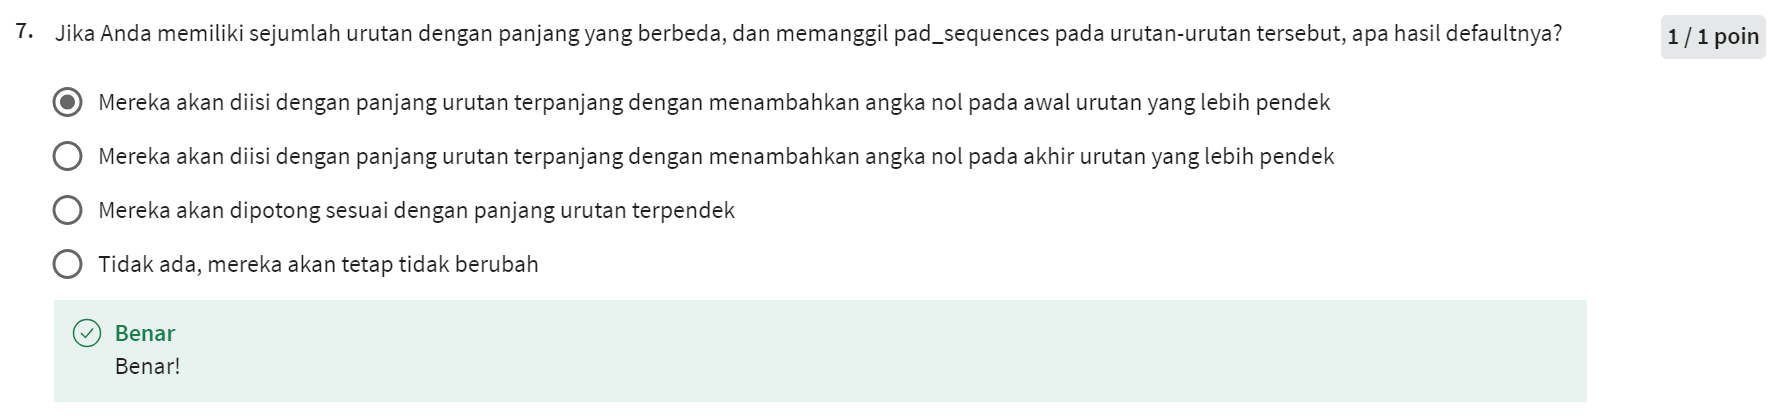 7. Jika Anda memiliki sejumlah urutan dengan panjang yang berbeda, dan memanggil pad_sequences pada urutan-urutan tersebut, apa hasil defaultnya?
1 / 1 poin
Mereka akan diisi dengan panjang urutan terpanjang dengan menambahkan angka nol pada awal urutan yang lebih pendek
Mereka akan diisi dengan panjang urutan terpanjang dengan menambahkan angka nol pada akhir urutan yang lebih pendek
Mereka akan dipotong sesuai dengan panjang urutan terpendek
Tidak ada, mereka akan tetap tidak berubah
Benar
Benar!